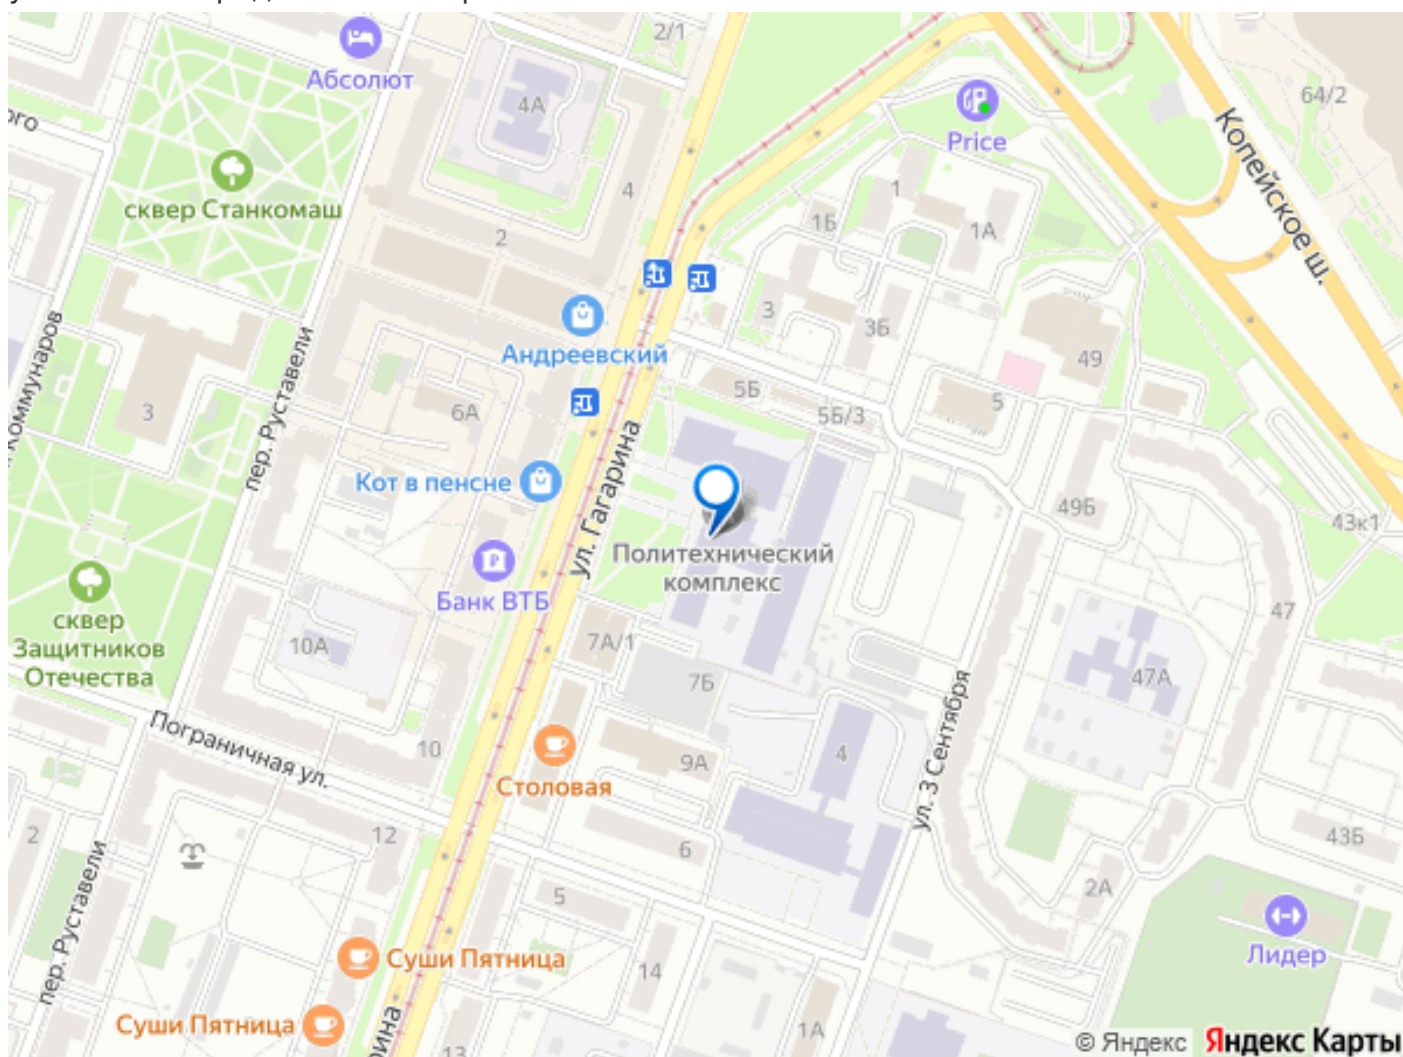 2/1
Абсолют
4А
64/2
ого
Price
Копейское ш.
сквер Станкомаш
4
1
1Б
1А
2
3
3Б
Андреевский
49
Коммунаров
пер. Руставели
5Б
5
3
6А
5Б/3
ул. Гагарина
Кот в пенсне
49Б
43к1
Политехнический
комплекс
Банк ВТБ
сквер
Защитников
Отечества
47
10А
7А/1
7Б
47А
ул. 3 Сентября
Пограничная ул.
10
9А
4
Столовая
2
12
6
43Б
пер. Руставели
5
2А
Суши Пятница
14
Лидер
Суши Пятница
рина
13
1А
© Яндекс Яндекс Карты